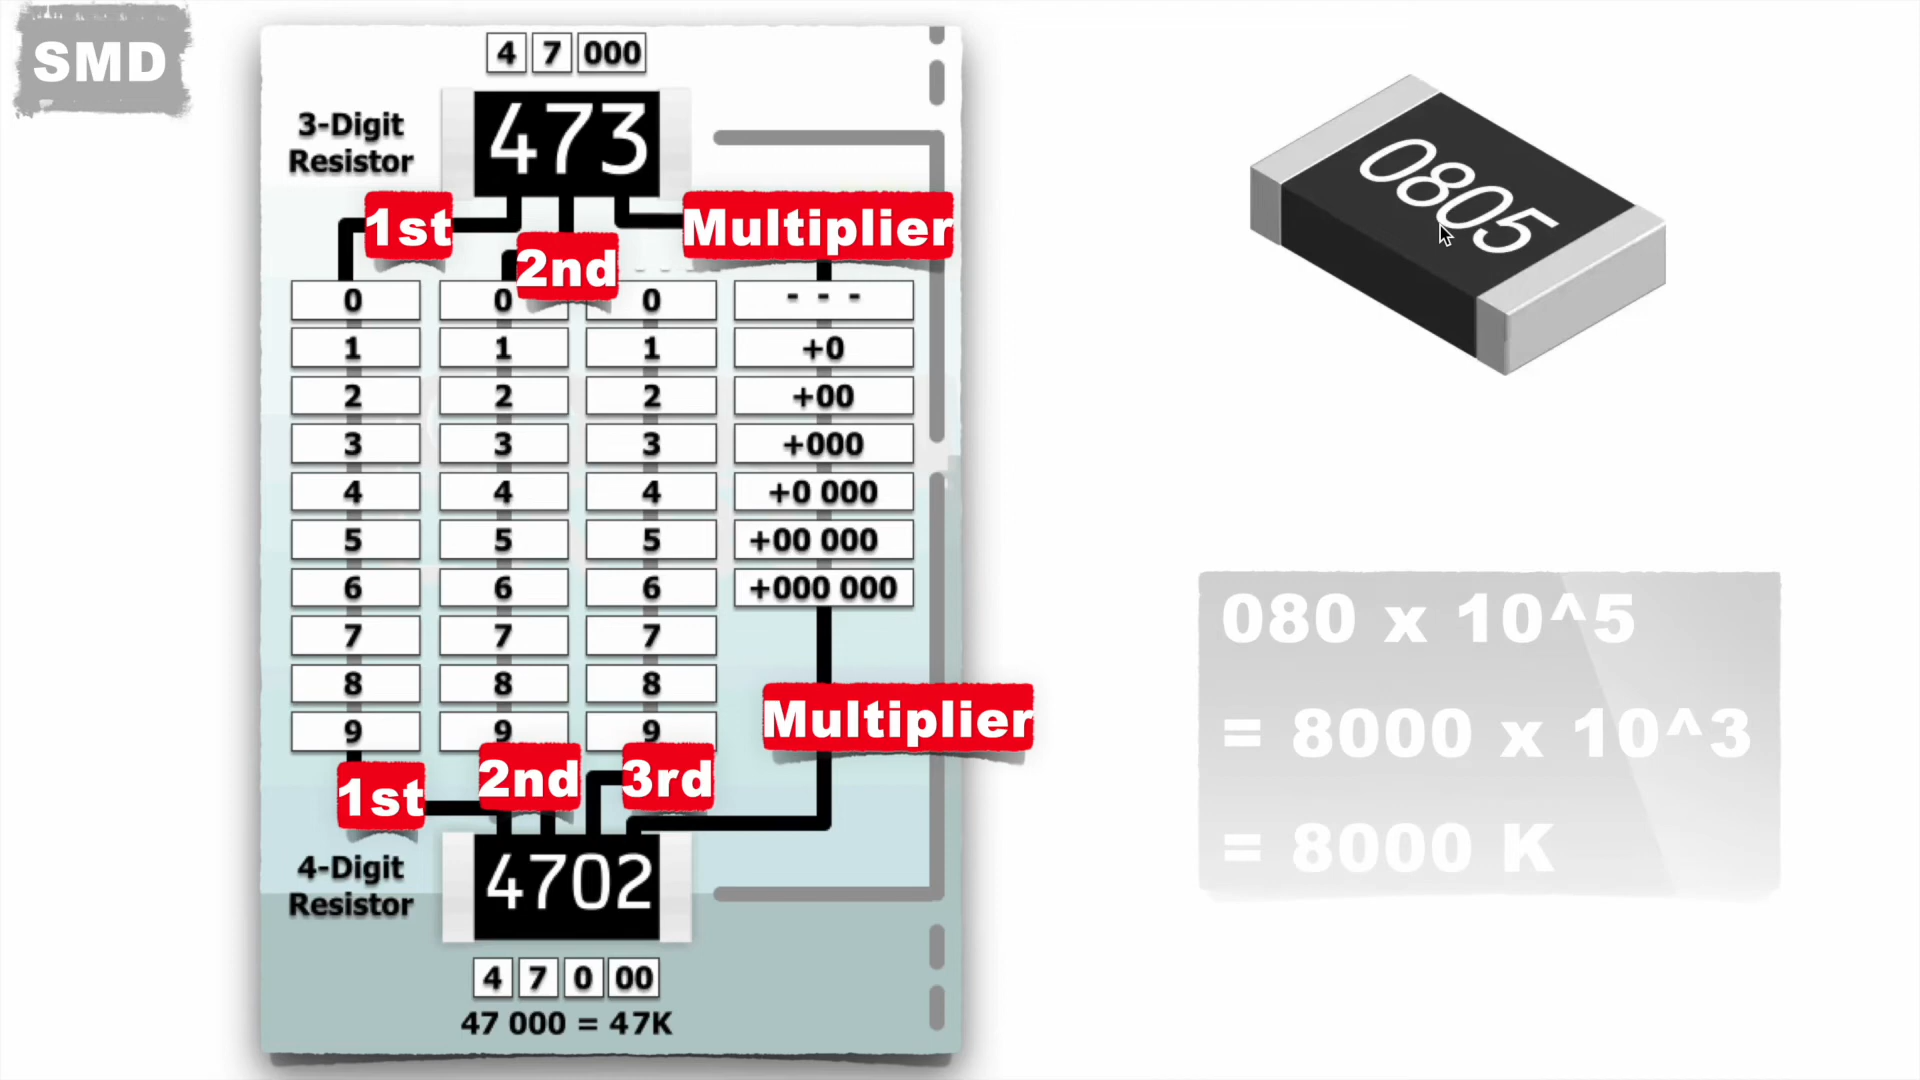 SMD
4 7 000
3-Digit
Resistor
473
1st
2nd
Multiplier
0 0 0 - - -
1 1 1 +0
2 2 2 +00
3 3 3 +000
4 4 4 +0 000
5 5 5 +00 000
6 6 6 +000 000
7 7 7
8 8 8
9 9 9
Multiplier
1st
2nd
3rd
4-Digit
Resistor
4702
4 7 0 00
47 000 = 47K
0805
080 x 10^5
= 8000 x 10^3
= 8000 K